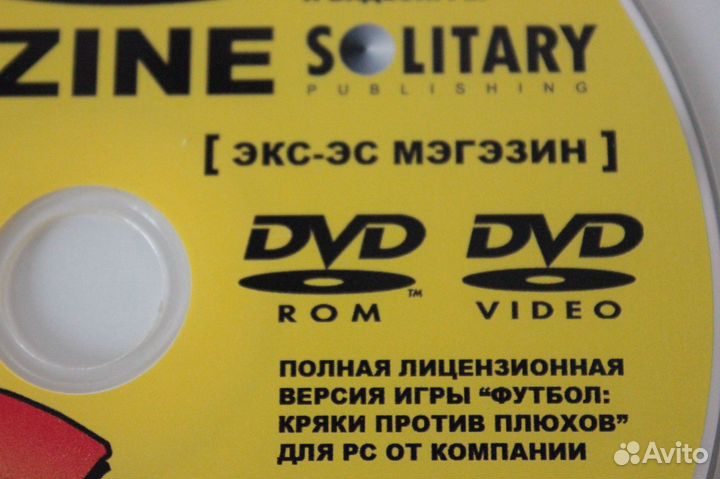 ZINE SOLITARY
PUBLISHING
[ ЭКС-ЭС МЭГЭЗИН ]
DVD DVD
ROM™ VIDEO
ПОЛНАЯ ЛИЦЕНЗИОННАЯ
ВЕРСИЯ ИГРЫ “ФУТБОЛ:
КРЯКИ ПРОТИВ ПЛЮХОВ”
ДЛЯ PC ОТ КОМПАНИИ
Avito